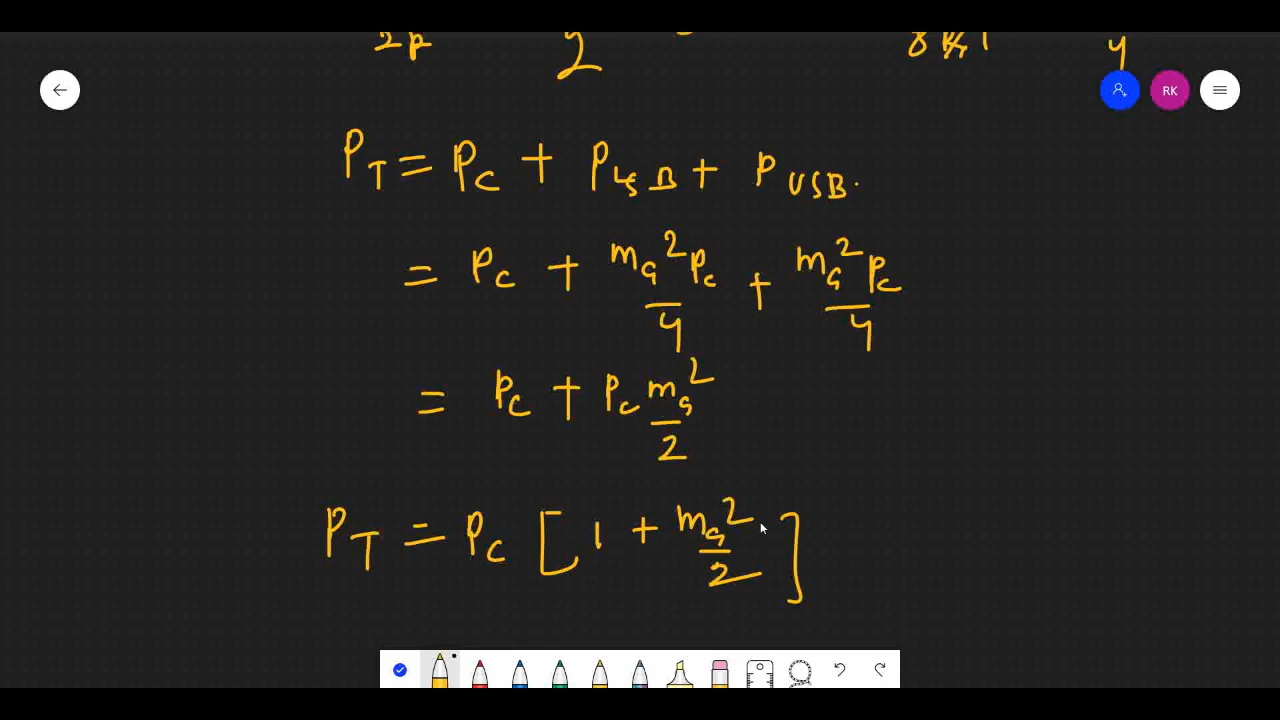 RK
P_T = P_C + P_LSB + P_USB.
= P_C + m_a^2 P_C / 4 + m_a^2 P_C / 4
= P_C + P_C m_a^2 / 2
P_T = P_C [ 1 + m_a^2 / 2 ]